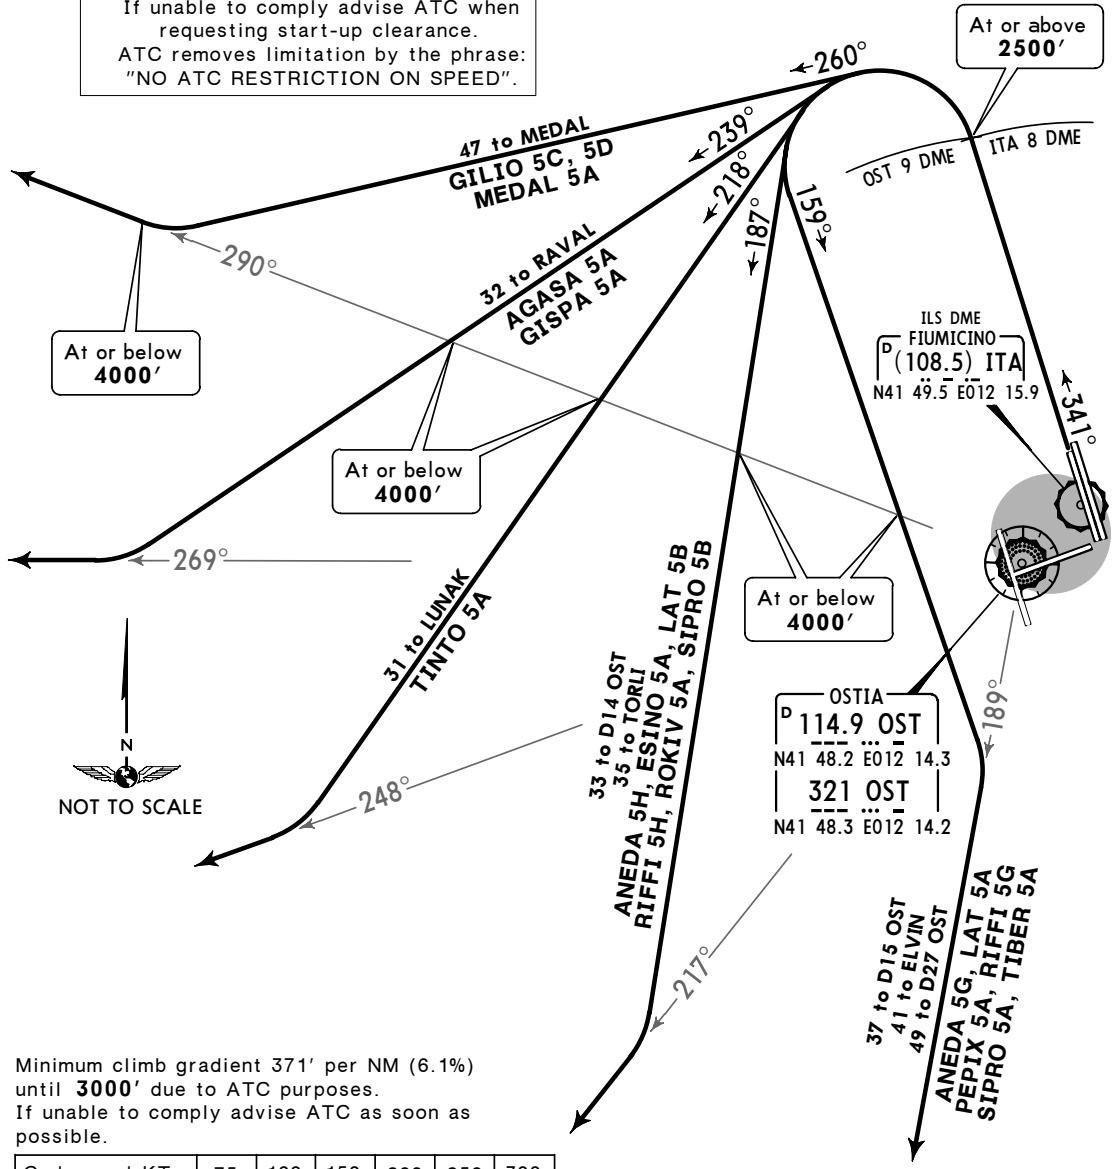 If unable to comply advise ATC when
requesting start-up clearance.
ATC removes limitation by the phrase:
"NO ATC RESTRICTION ON SPEED".
At or above
2500'
260°
239°
218°
187°
159°
OST 9 DME
ITA 8 DME
47 to MEDAL
GILIO 5C, 5D
MEDAL 5A
290°
32 to RAVAL
AGASA 5A
GISPA 5A
At or below
4000'
ILS DME
FIUMICINO
D (108.5) ITA
N41 49.5 E012 15.9
341°
At or below
4000'
269°
31 to LUNAK
TINTO 5A
At or below
4000'
N
NOT TO SCALE
248°
33 to D14 OST
35 to TORLI
ANEDA 5H, ESINO 5A, LAT 5B
RIFFI 5H, ROKIV 5A, SIPRO 5B
189°
OSTIA
D 114.9 OST
N41 48.2 E012 14.3
321 OST
N41 48.3 E012 14.2
217°
37 to D15 OST
41 to ELVIN
49 to D27 OST
ANEDA 5G, LAT 5A
PEPIX 5A, RIFFI 5G
SIPRO 5A, TIBER 5A
Minimum climb gradient 371' per NM (6.1%)
until 3000' due to ATC purposes.
If unable to comply advise ATC as soon as
possible.